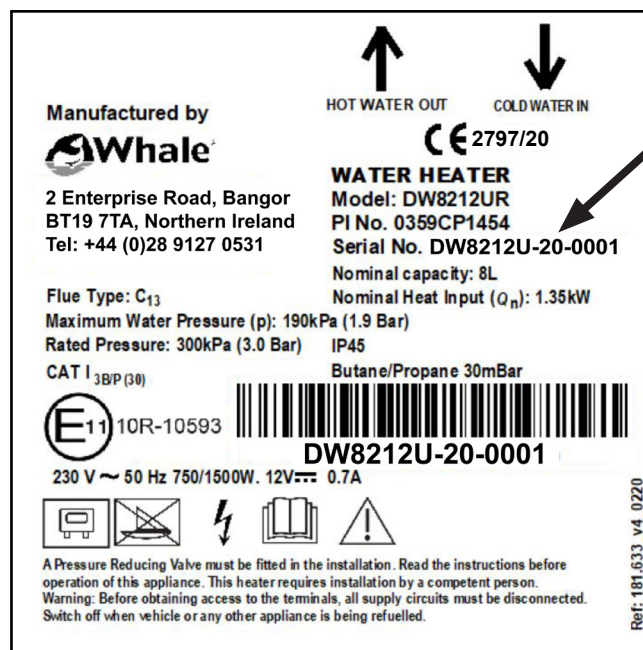 HOT WATER OUT
COLD WATER IN
Manufactured by
Whale
2 Enterprise Road, Bangor
BT19 7TA, Northern Ireland
Tel: +44 (0)28 9127 0531
CE 2797/20
WATER HEATER
Model: DW8212UR
PI No. 0359CP1454
Serial No. DW8212U-20-0001
Nominal capacity: 8L
Flue Type: C₁₃
Nominal Heat Input (Qₙ): 1.35kW
Maximum Water Pressure (p): 190kPa (1.9 Bar)
Rated Pressure: 300kPa (3.0 Bar) IP45
CAT I 3B/P (30)
Butane/Propane 30mBar
E11 10R-10593
DW8212U-20-0001
230 V ~ 50 Hz 750/1500W. 12V⎓ 0.7A
A Pressure Reducing Valve must be fitted in the installation. Read the instructions before
operation of this appliance. This heater requires installation by a competent person.
Warning: Before obtaining access to the terminals, all supply circuits must be disconnected.
Switch off when vehicle or any other appliance is being refuelled.
Ref: 181.633 v4 0220